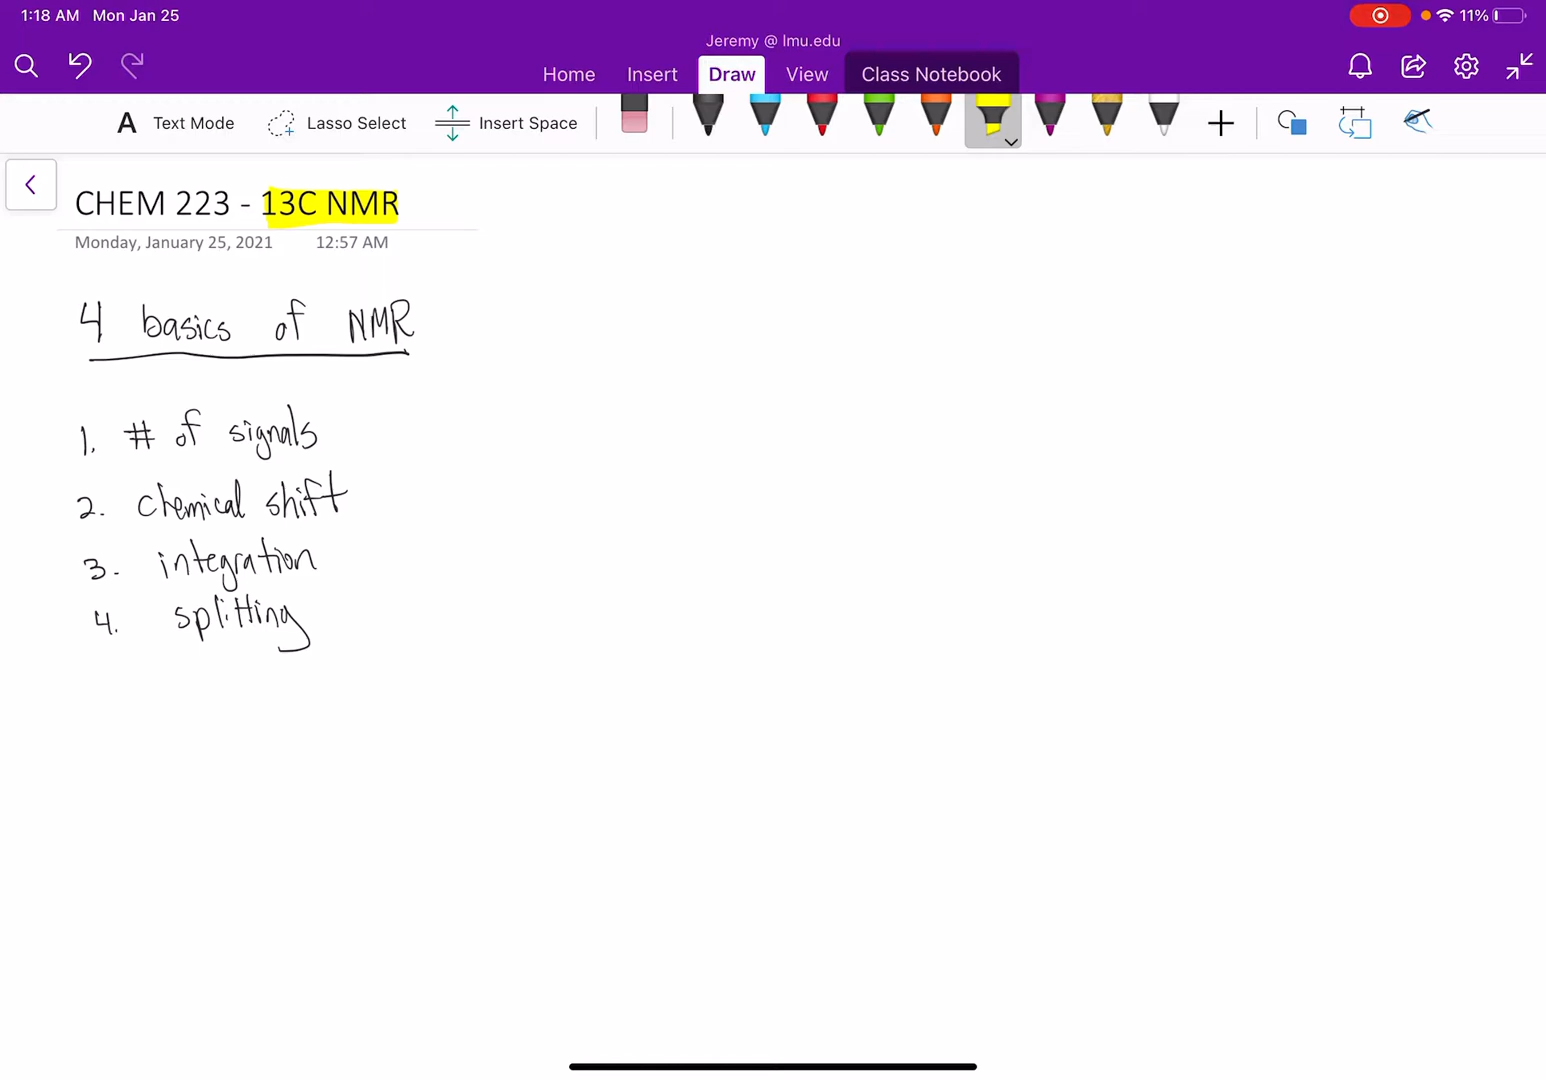 1:18 AM Mon Jan 25
11%
Jeremy @ lmu.edu
Home Insert Draw View Class Notebook
Text Mode Lasso Select Insert Space
CHEM 223 - 13C NMR
Monday, January 25, 2021 12:57 AM
4 basics of NMR
1. # of signals
2. chemical shift
3. integration
4. splitting